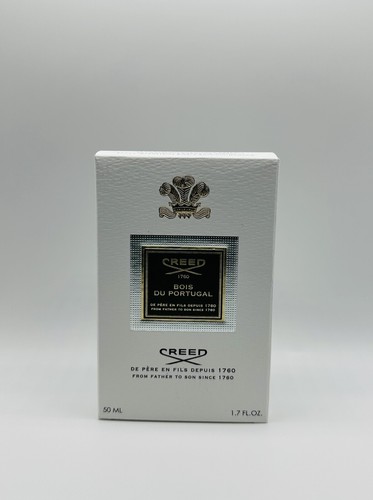 CREED
1760
BOIS
DU PORTUGAL
DE PÈRE EN FILS DEPUIS 1760
FROM FATHER TO SON SINCE 1760
CREED
DE PÈRE EN FILS DEPUIS 1760
FROM FATHER TO SON SINCE 1760
50 ML
1.7 FL.OZ.